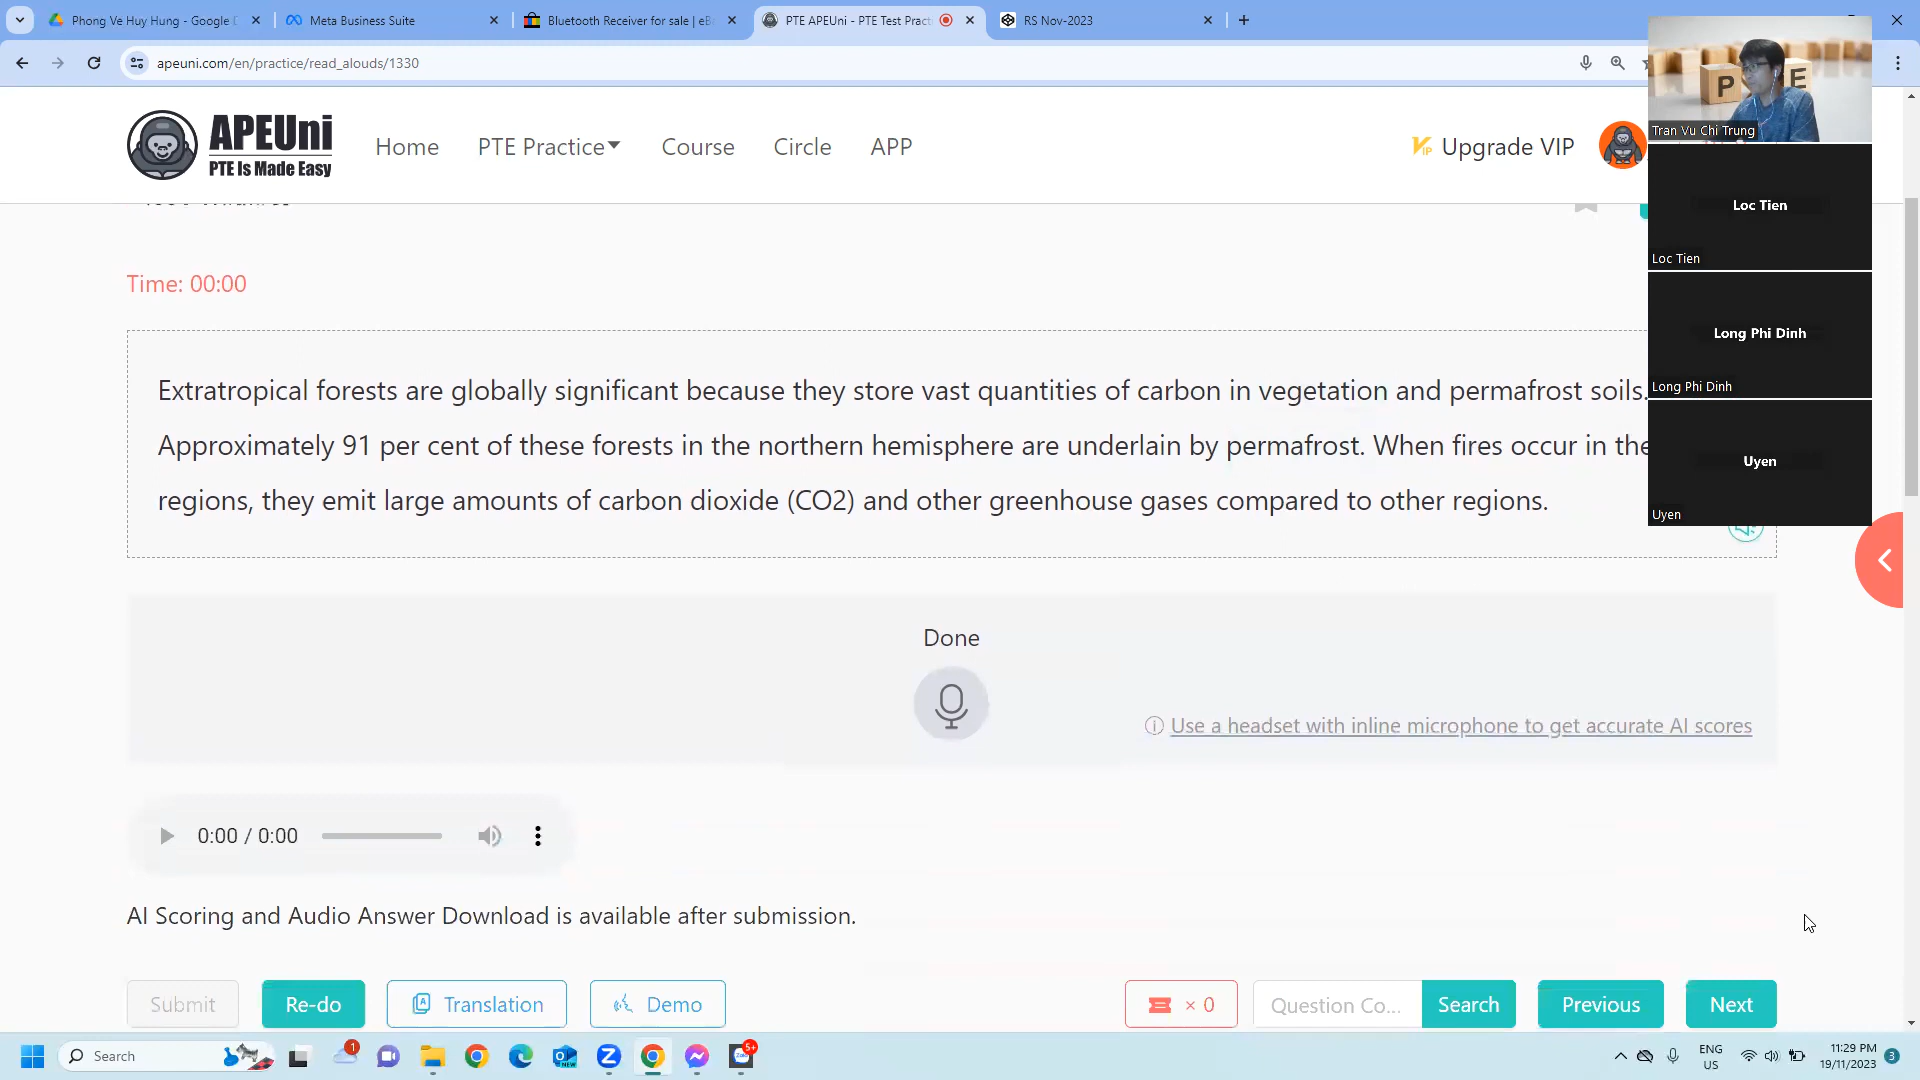 Phong Ve Huy Hung - Google D
Meta Business Suite
Bluetooth Receiver for sale | eB
PTE APEUni - PTE Test Practi
RS Nov-2023
apeuni.com/en/practice/read_alouds/1330
APEUni
PTE Is Made Easy
Home
PTE Practice
Course
Circle
APP
VIP
Upgrade VIP
P
E
Tran Vu Chi Trung
Loc Tien
Loc Tien
Long Phi Dinh
Long Phi Dinh
Uyen
Uyen
Time: 00:00
Extratropical forests are globally significant because they store vast quantities of carbon in vegetation and permafrost soils.
Approximately 91 per cent of these forests in the northern hemisphere are underlain by permafrost. When fires occur in the
regions, they emit large amounts of carbon dioxide (CO2) and other greenhouse gases compared to other regions.
Done
Use a headset with inline microphone to get accurate AI scores
0:00 / 0:00
AI Scoring and Audio Answer Download is available after submission.
Submit
Re-do
Translation
Demo
× 0
Question Co...
Search
Previous
Next
Search
1
NEW
Zalo
5+
ENG
US
11:29 PM
19/11/2023
3